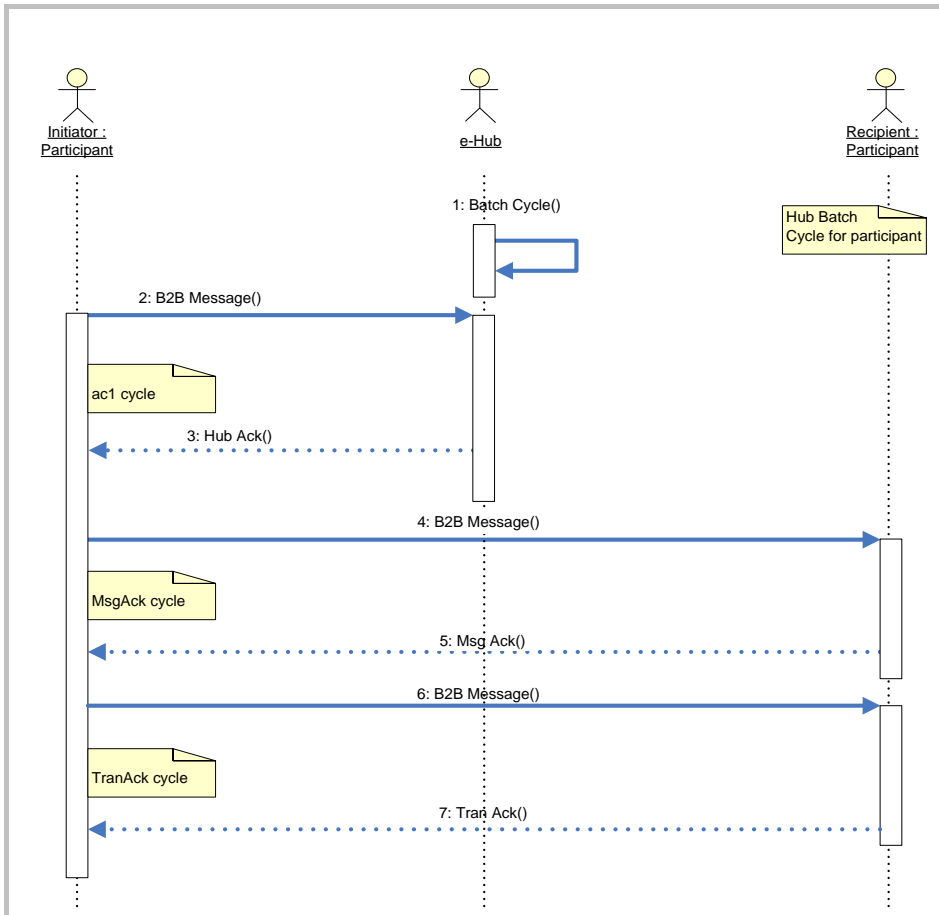 Initiator :
Participant
e-Hub
Recipient :
Participant
1: Batch Cycle()
Hub Batch
Cycle for participant
2: B2B Message()
ac1 cycle
3: Hub Ack()
4: B2B Message()
MsgAck cycle
5: Msg Ack()
6: B2B Message()
TranAck cycle
7: Tran Ack()